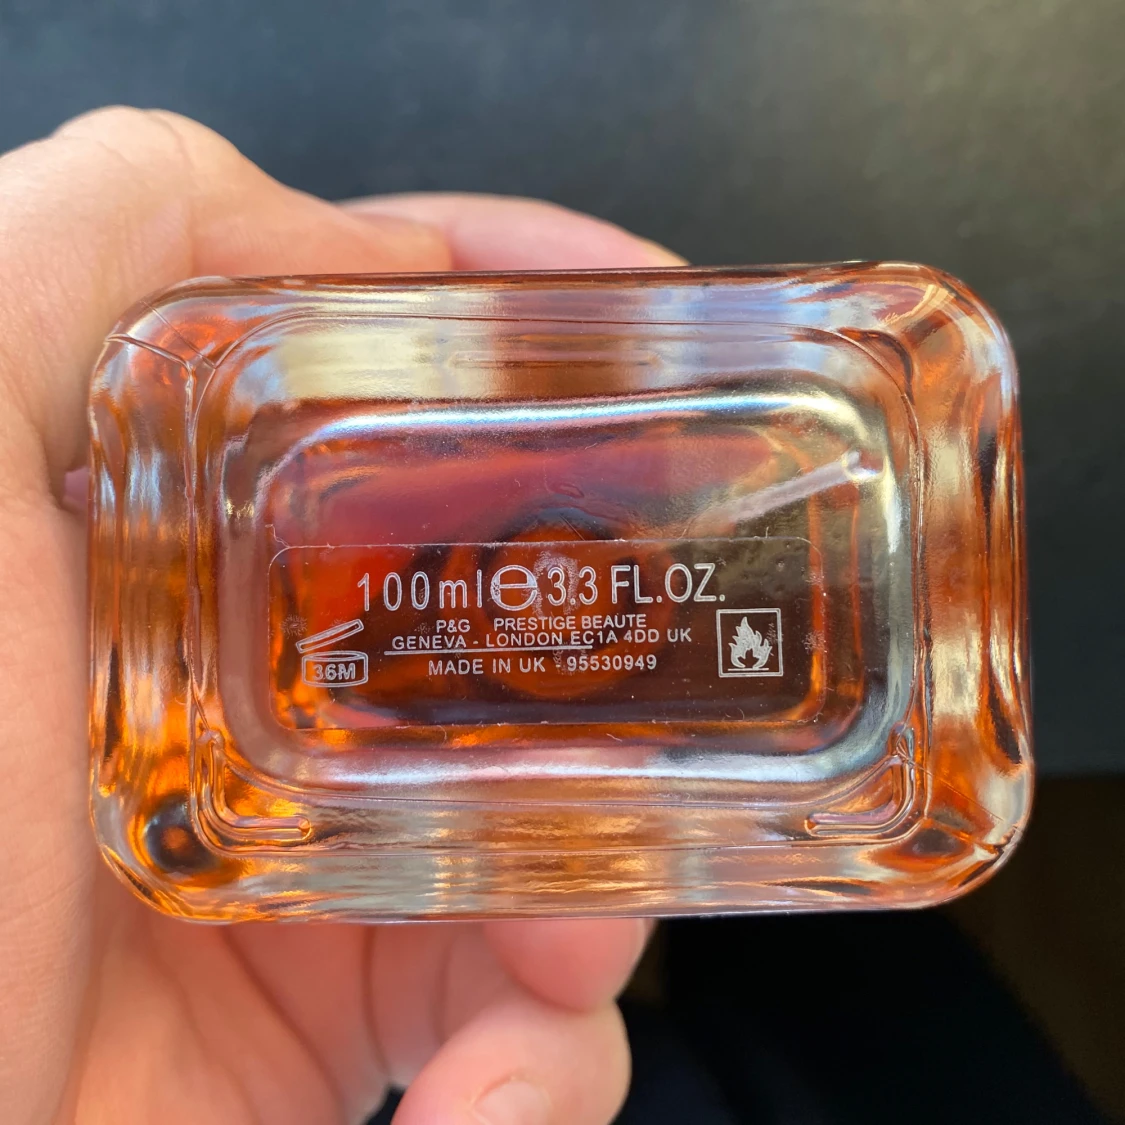 100ml℮3.3 FL.OZ.
P&G PRESTIGE BEAUTE
GENEVA - LONDON EC1A 4DD UK
36M
MADE IN UK 95530949